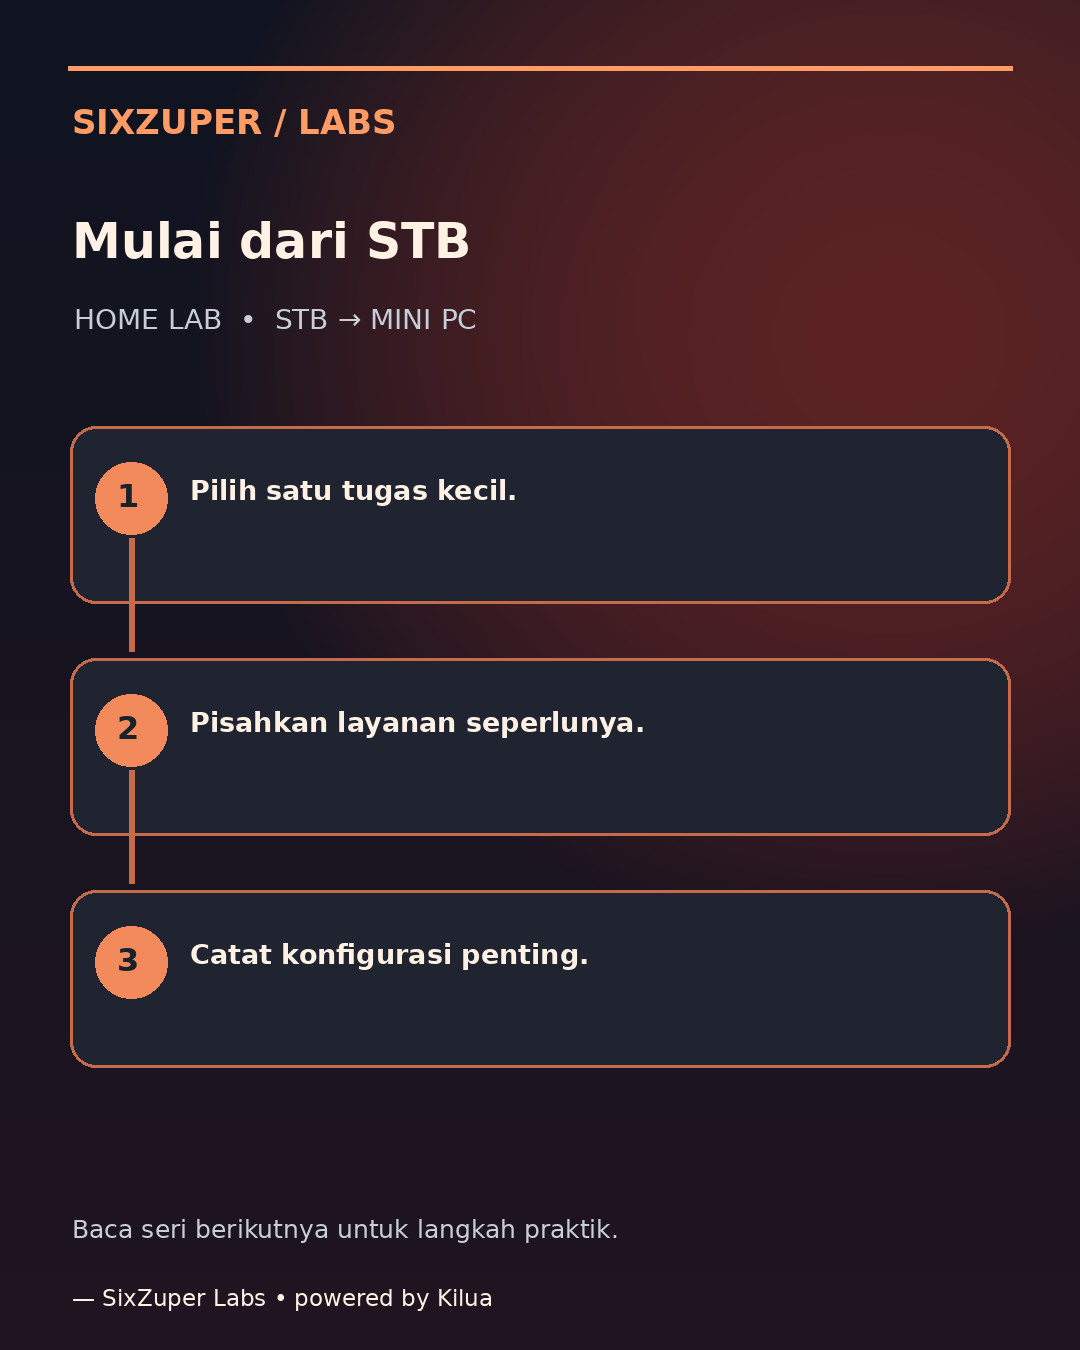 SIXZUPER / LABS
Mulai dari STB
HOME LAB • STB → MINI PC
1
Pilih satu tugas kecil.
2
Pisahkan layanan seperlunya.
3
Catat konfigurasi penting.
Baca seri berikutnya untuk langkah praktik.
— SixZuper Labs • powered by Kilua